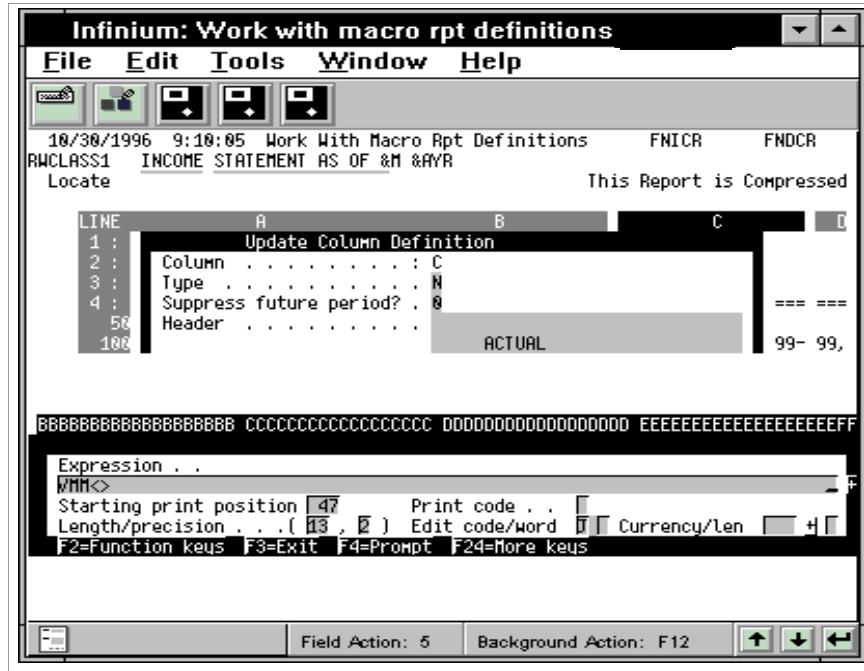 Infinium: Work with macro rpt definitions
File Edit Tools Window Help
10/30/1996 9:10:05 Work With Macro Rpt Definitions FNICR FNDCR
RWCLASS1 INCOME STATEMENT AS OF &M &AYR
Locate This Report is Compressed
LINE A B C D
1 : Update Column Definition
2 : Column . . . . . . . . . : C
3 : Type . . . . . . . . . . N
4 : Suppress future period? . 0 === ===
50 Header . . . . . . . . .
100 ACTUAL 99- 99,
BBBBBBBBBBBBBBBBBBB CCCCCCCCCCCCCCCCCC DDDDDDDDDDDDDDDDDD EEEEEEEEEEEEEEEEEEEFF
Expression . .
VMM<> _ +
Starting print position 47 Print code . .
Length/precision . . .( 13 , 2 ) Edit code/word J Currency/len +
F2=Function keys F3=Exit F4=Prompt F24=More keys
Field Action: 5 Background Action: F12